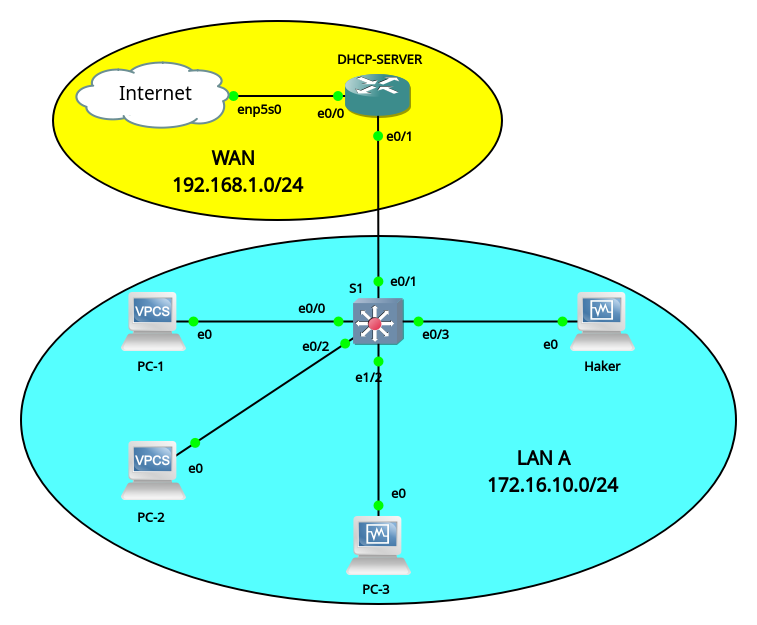 DHCP-SERVER
Internet
enp5s0
e0/0
e0/1
WAN
192.168.1.0/24
e0/1
S1
VPCS
e0/0
e0
e0/2
e0/3
e0
PC-1
e1/2
Haker
VPCS
e0
PC-2
LAN A
172.16.10.0/24
e0
PC-3